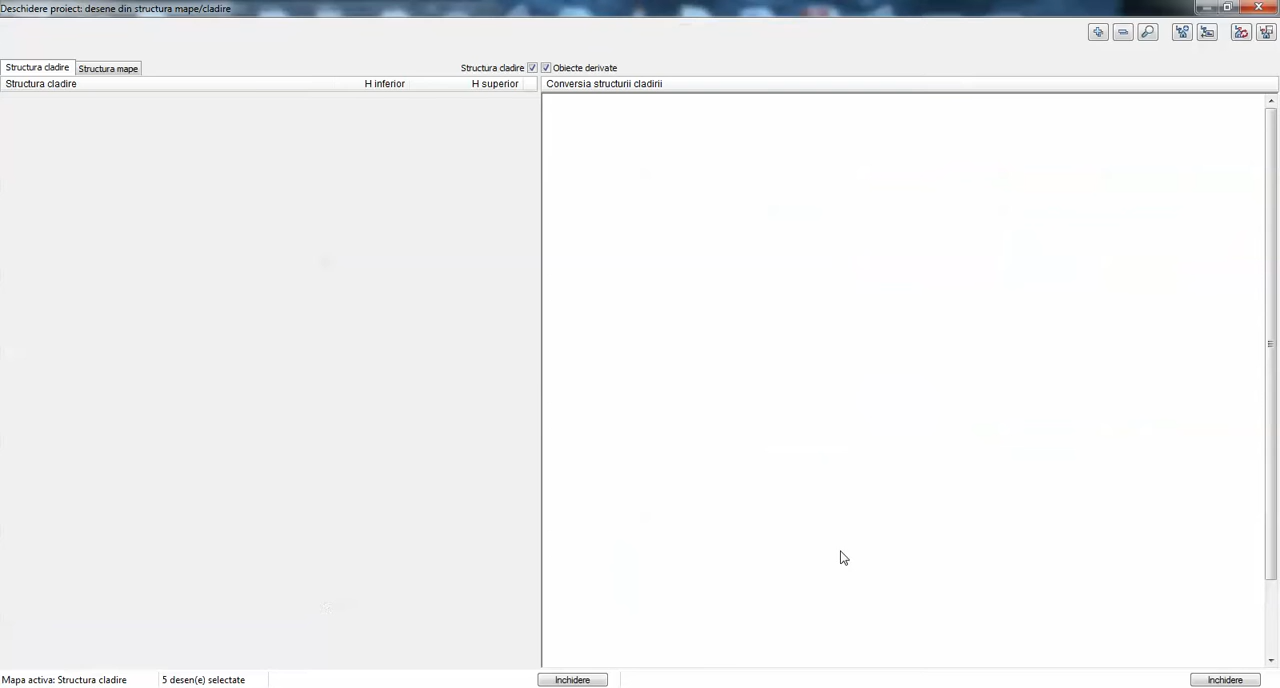 Deschidere proiect: desene din structura mape/cladire
Structura cladire Structura mape Structura cladire Obiecte derivate
Structura cladire H inferior H superior Conversia structurii cladirii
Mapa activa: Structura cladire 5 desen(e) selectate Inchidere Inchidere